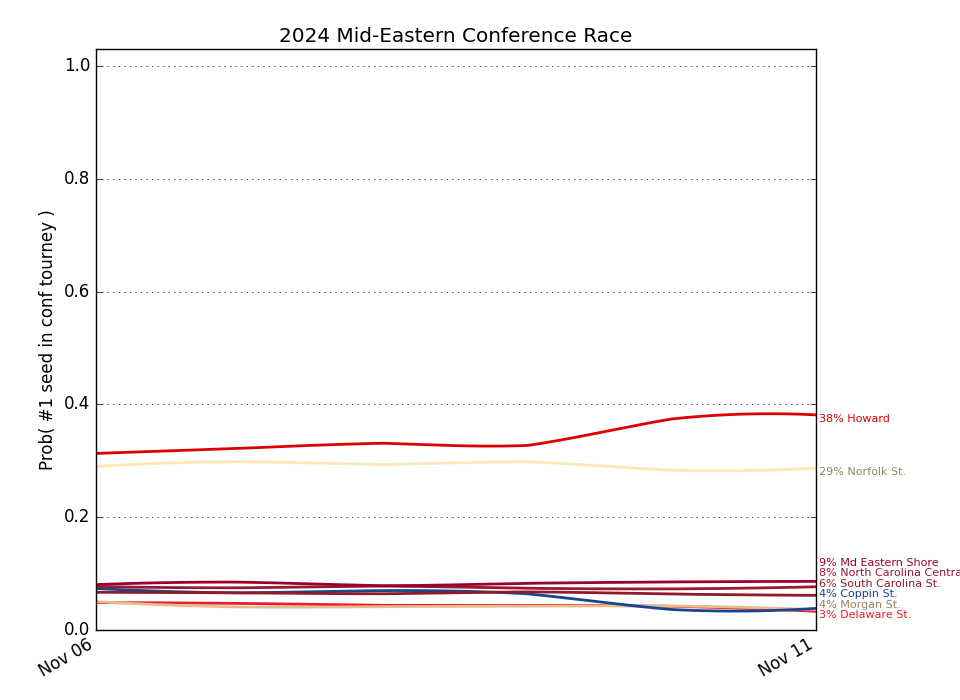 2024 Mid-Eastern Conference Race
1.0
0.8
0.6
0.4
0.2
0.0
Prob( #1 seed in conf tourney )
38% Howard
29% Norfolk St.
9% Md Eastern Shore
8% North Carolina Centra
6% South Carolina St.
4% Coppin St.
4% Morgan St.
3% Delaware St.
Nov 06
Nov 11